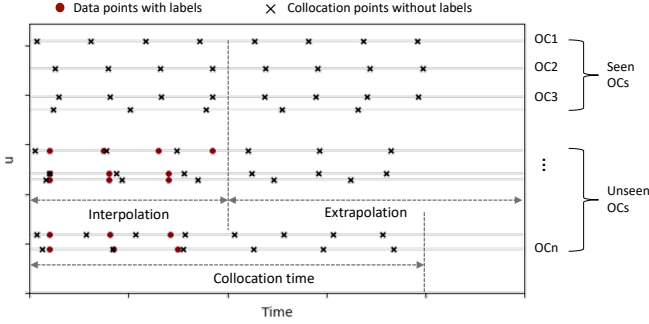 Data points with labels
Collocation points without labels
OC1
OC2
OC3
Seen
OCs
u
⋮
Interpolation
Extrapolation
Unseen
OCs
OCn
Collocation time
Time